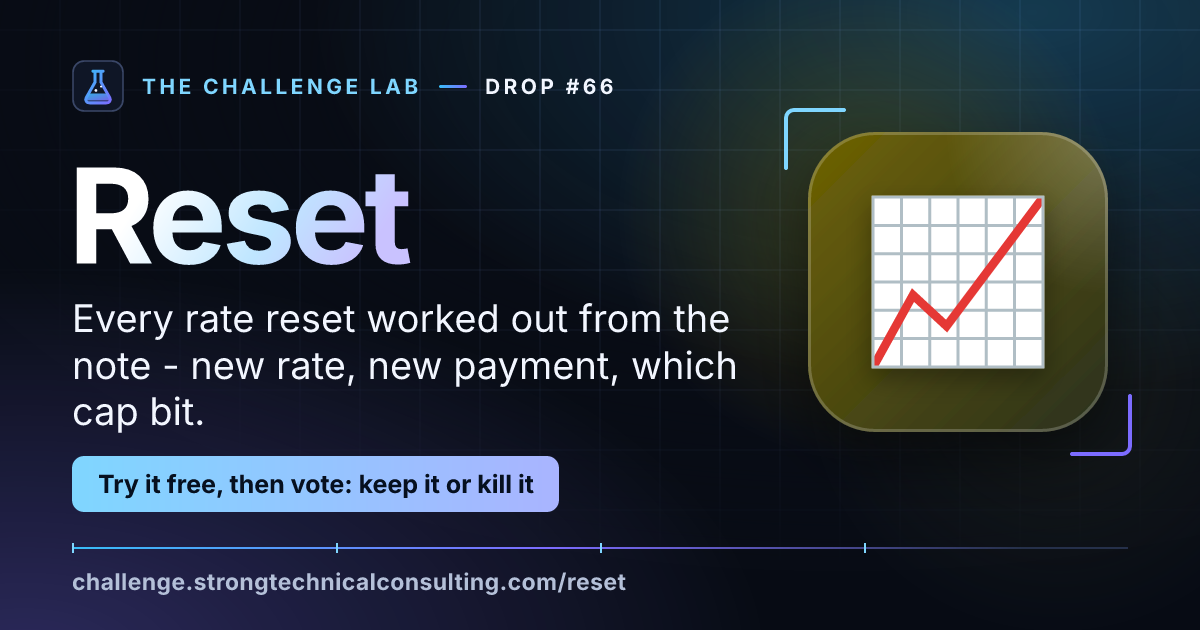 THE CHALLENGE LAB — DROP #66
Reset
Every rate reset worked out from the
note - new rate, new payment, which
cap bit.
Try it free, then vote: keep it or kill it
challenge.strongtechnicalconsulting.com/reset